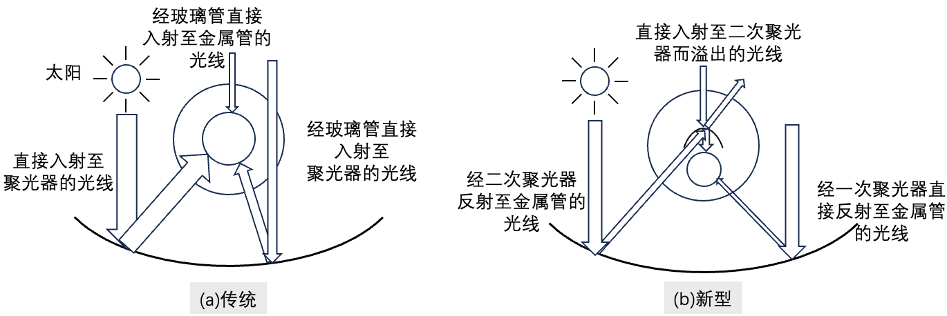 经玻璃管直接
入射至金属管的
光线
太阳
直接入射至
聚光器的光线
经玻璃管直接
入射至
聚光器的光线
(a)传统
直接入射至二次聚光
器而溢出的光线
经二次聚光器
反射至金属管的
光线
经一次聚光器直
接反射至金属管
的光线
(b)新型